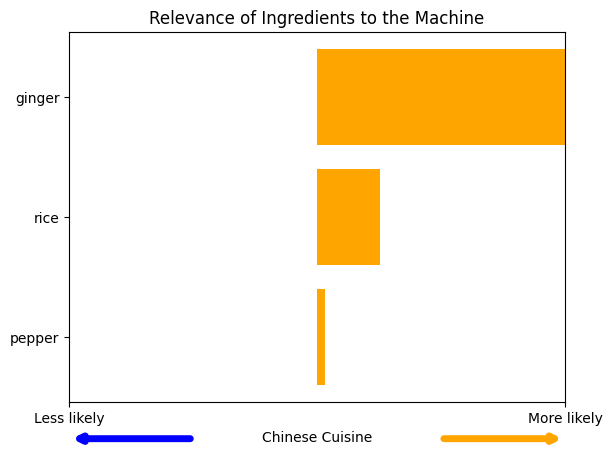 Relevance of Ingredients to the Machine
ginger
rice
pepper
Less likely
More likely
Chinese Cuisine